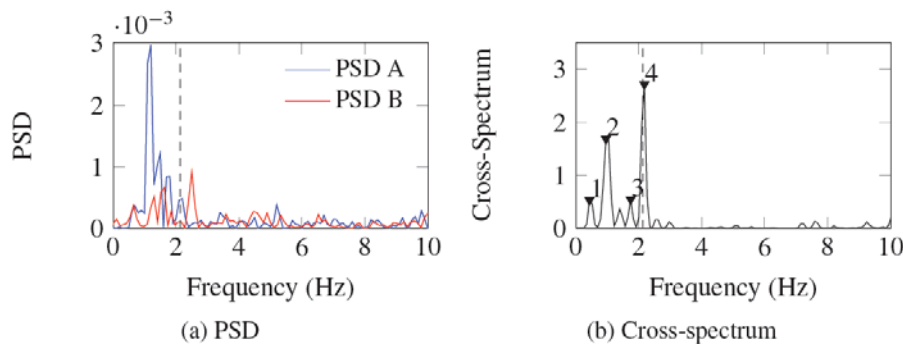 ·10⁻³
3
2
1
0
PSD
PSD A
PSD B
0 2 4 6 8 10
Frequency (Hz)
(a) PSD
3
2
1
0
Cross-Spectrum
1
2
3
4
0 2 4 6 8 10
Frequency (Hz)
(b) Cross-spectrum